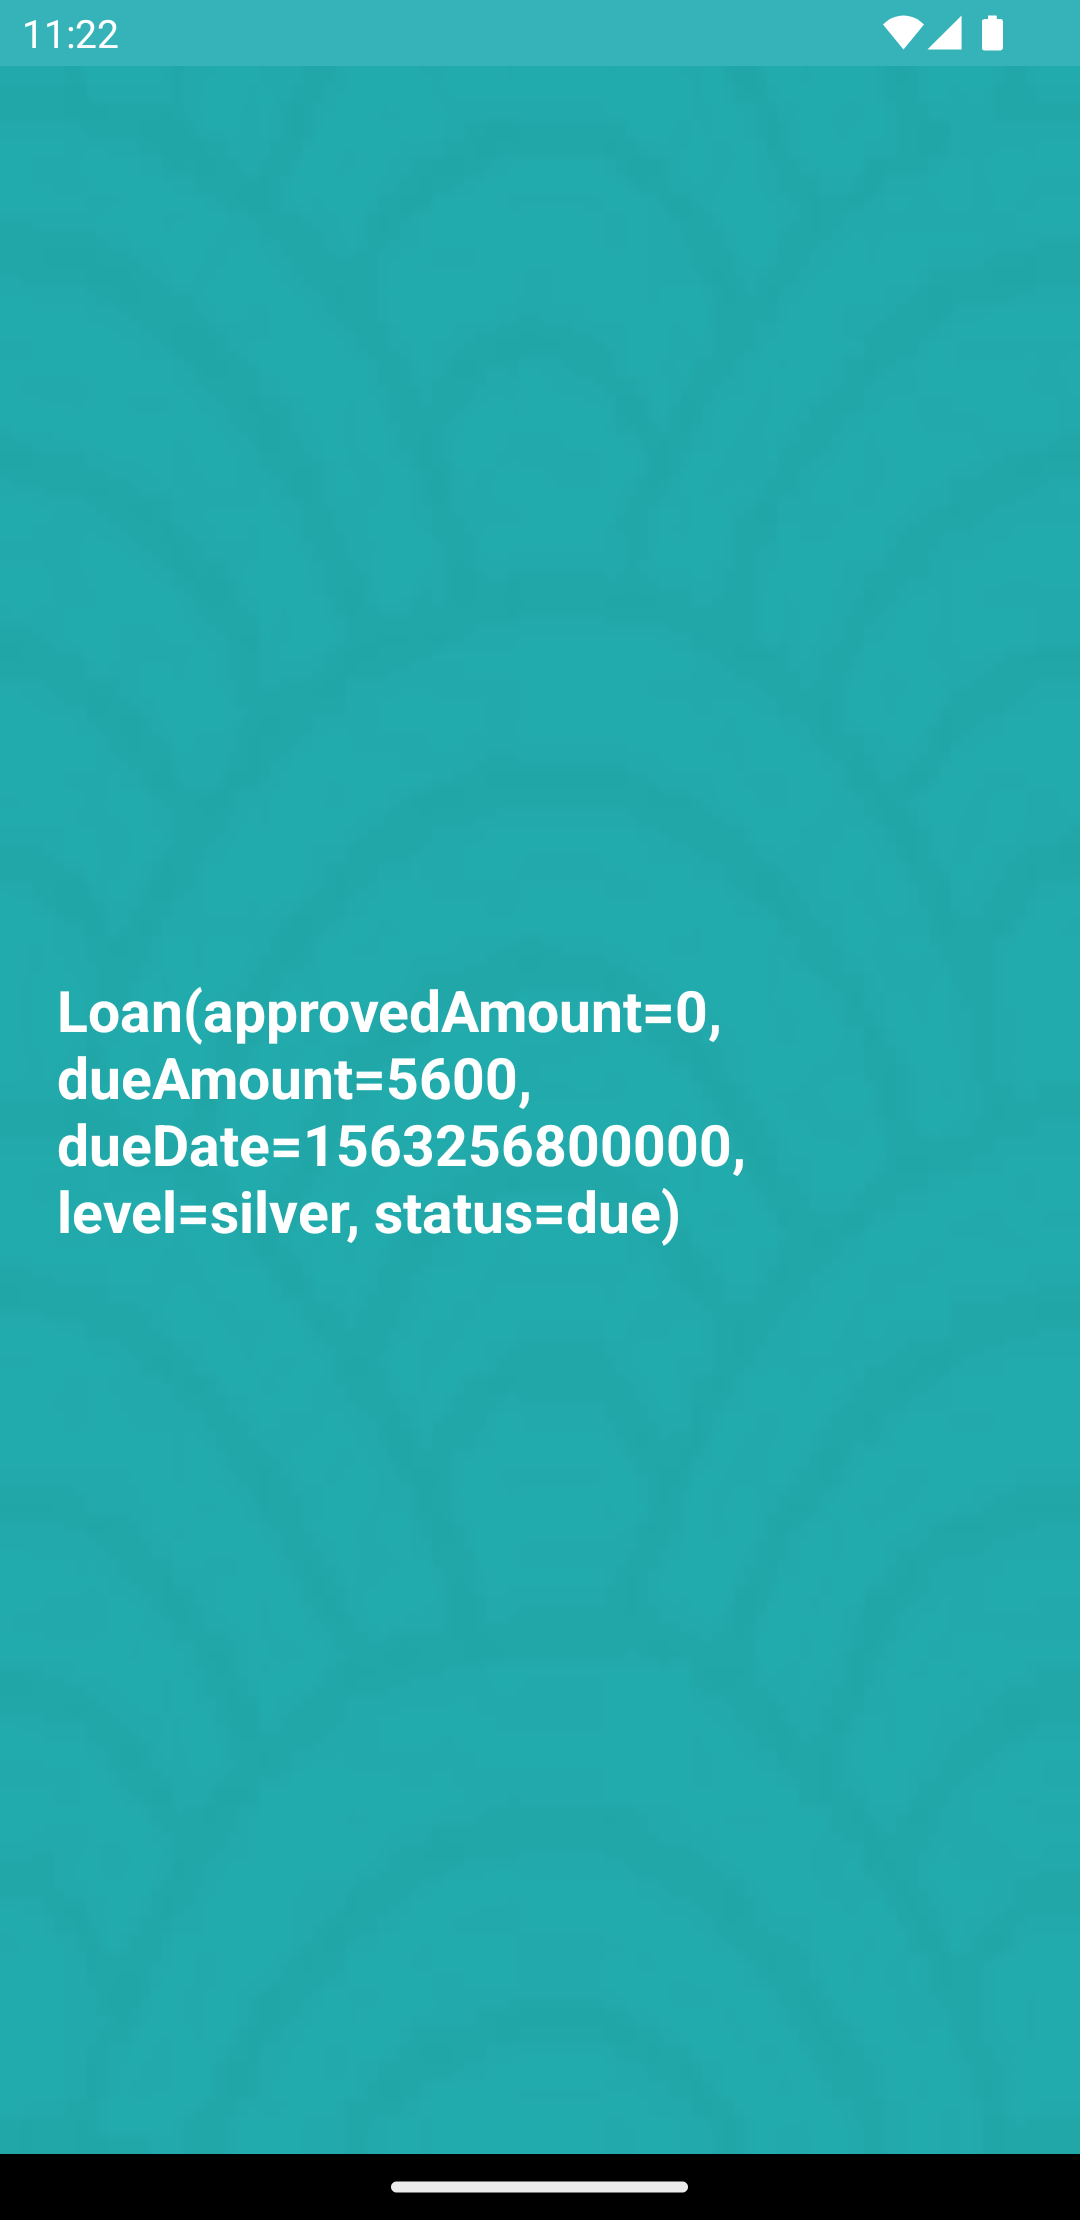 11:22
Loan(approvedAmount=0,
dueAmount=5600,
dueDate=1563256800000,
level=silver, status=due)